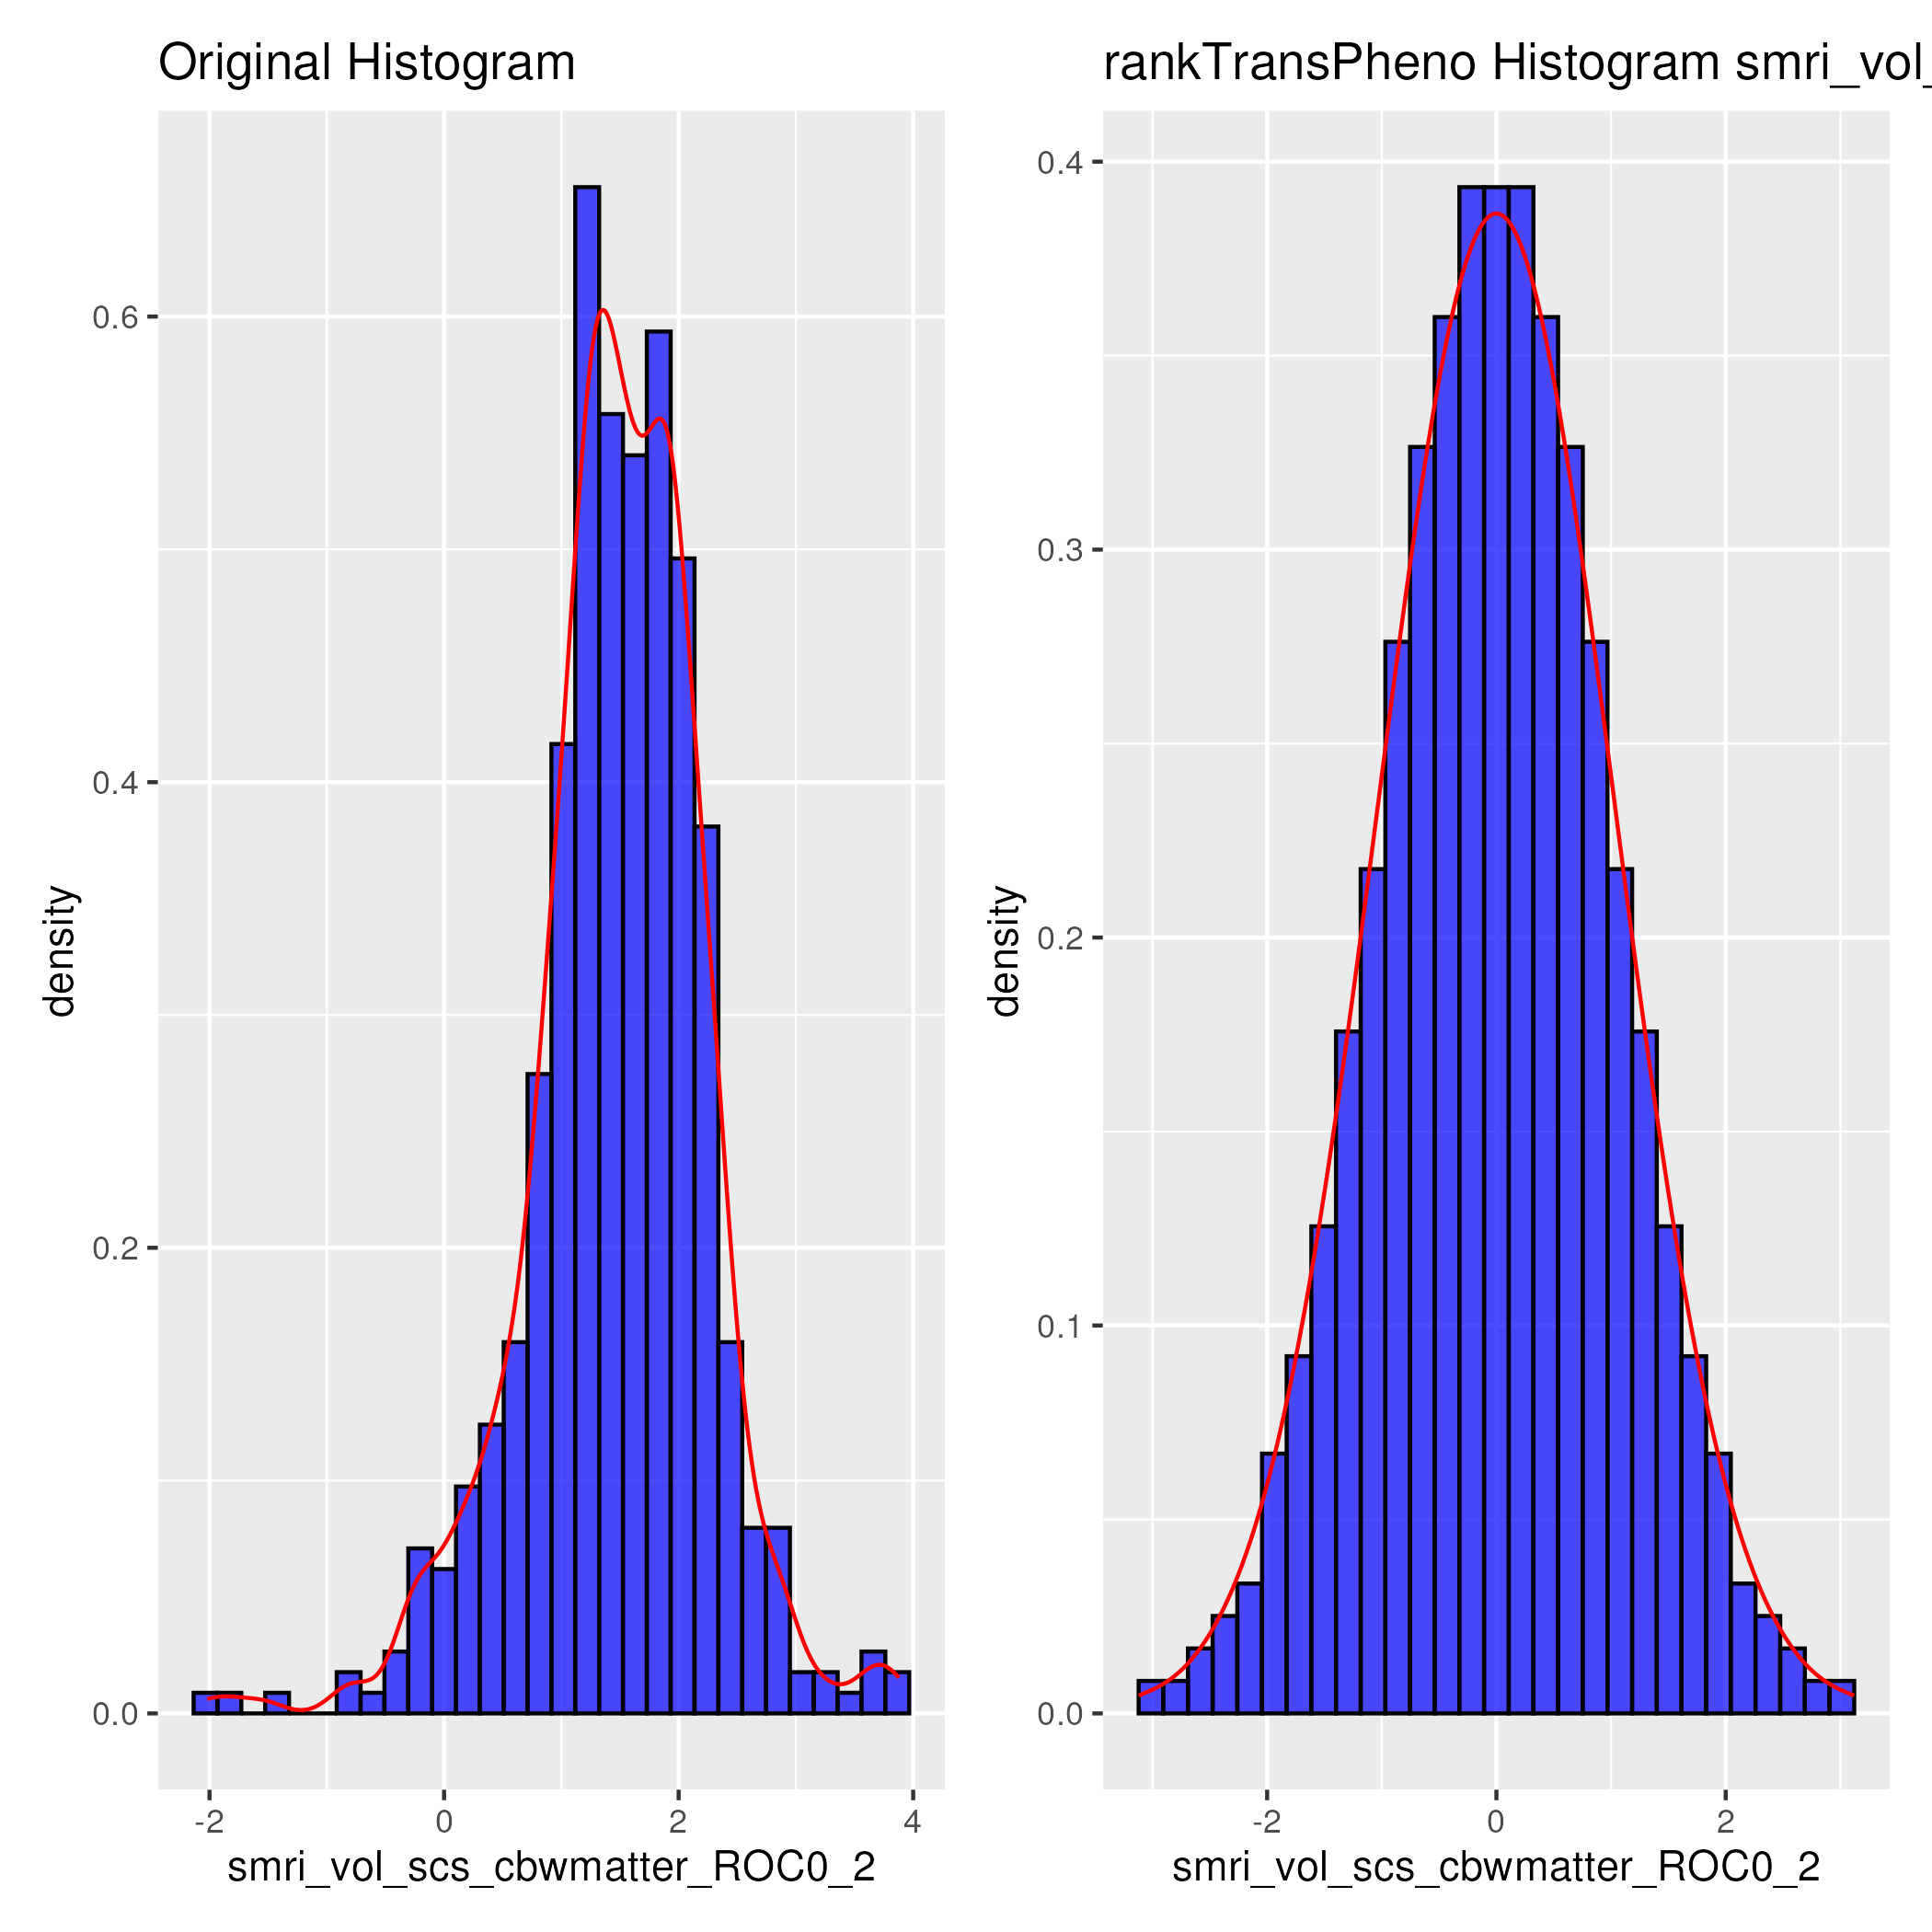 Original Histogram
density
0.6
0.4
0.2
0.0
-2 0 2 4
smri_vol_scs_cbwmatter_ROC0_2
rankTransPheno Histogram smri_vol_
density
0.4
0.3
0.2
0.1
0.0
-2 0 2
smri_vol_scs_cbwmatter_ROC0_2